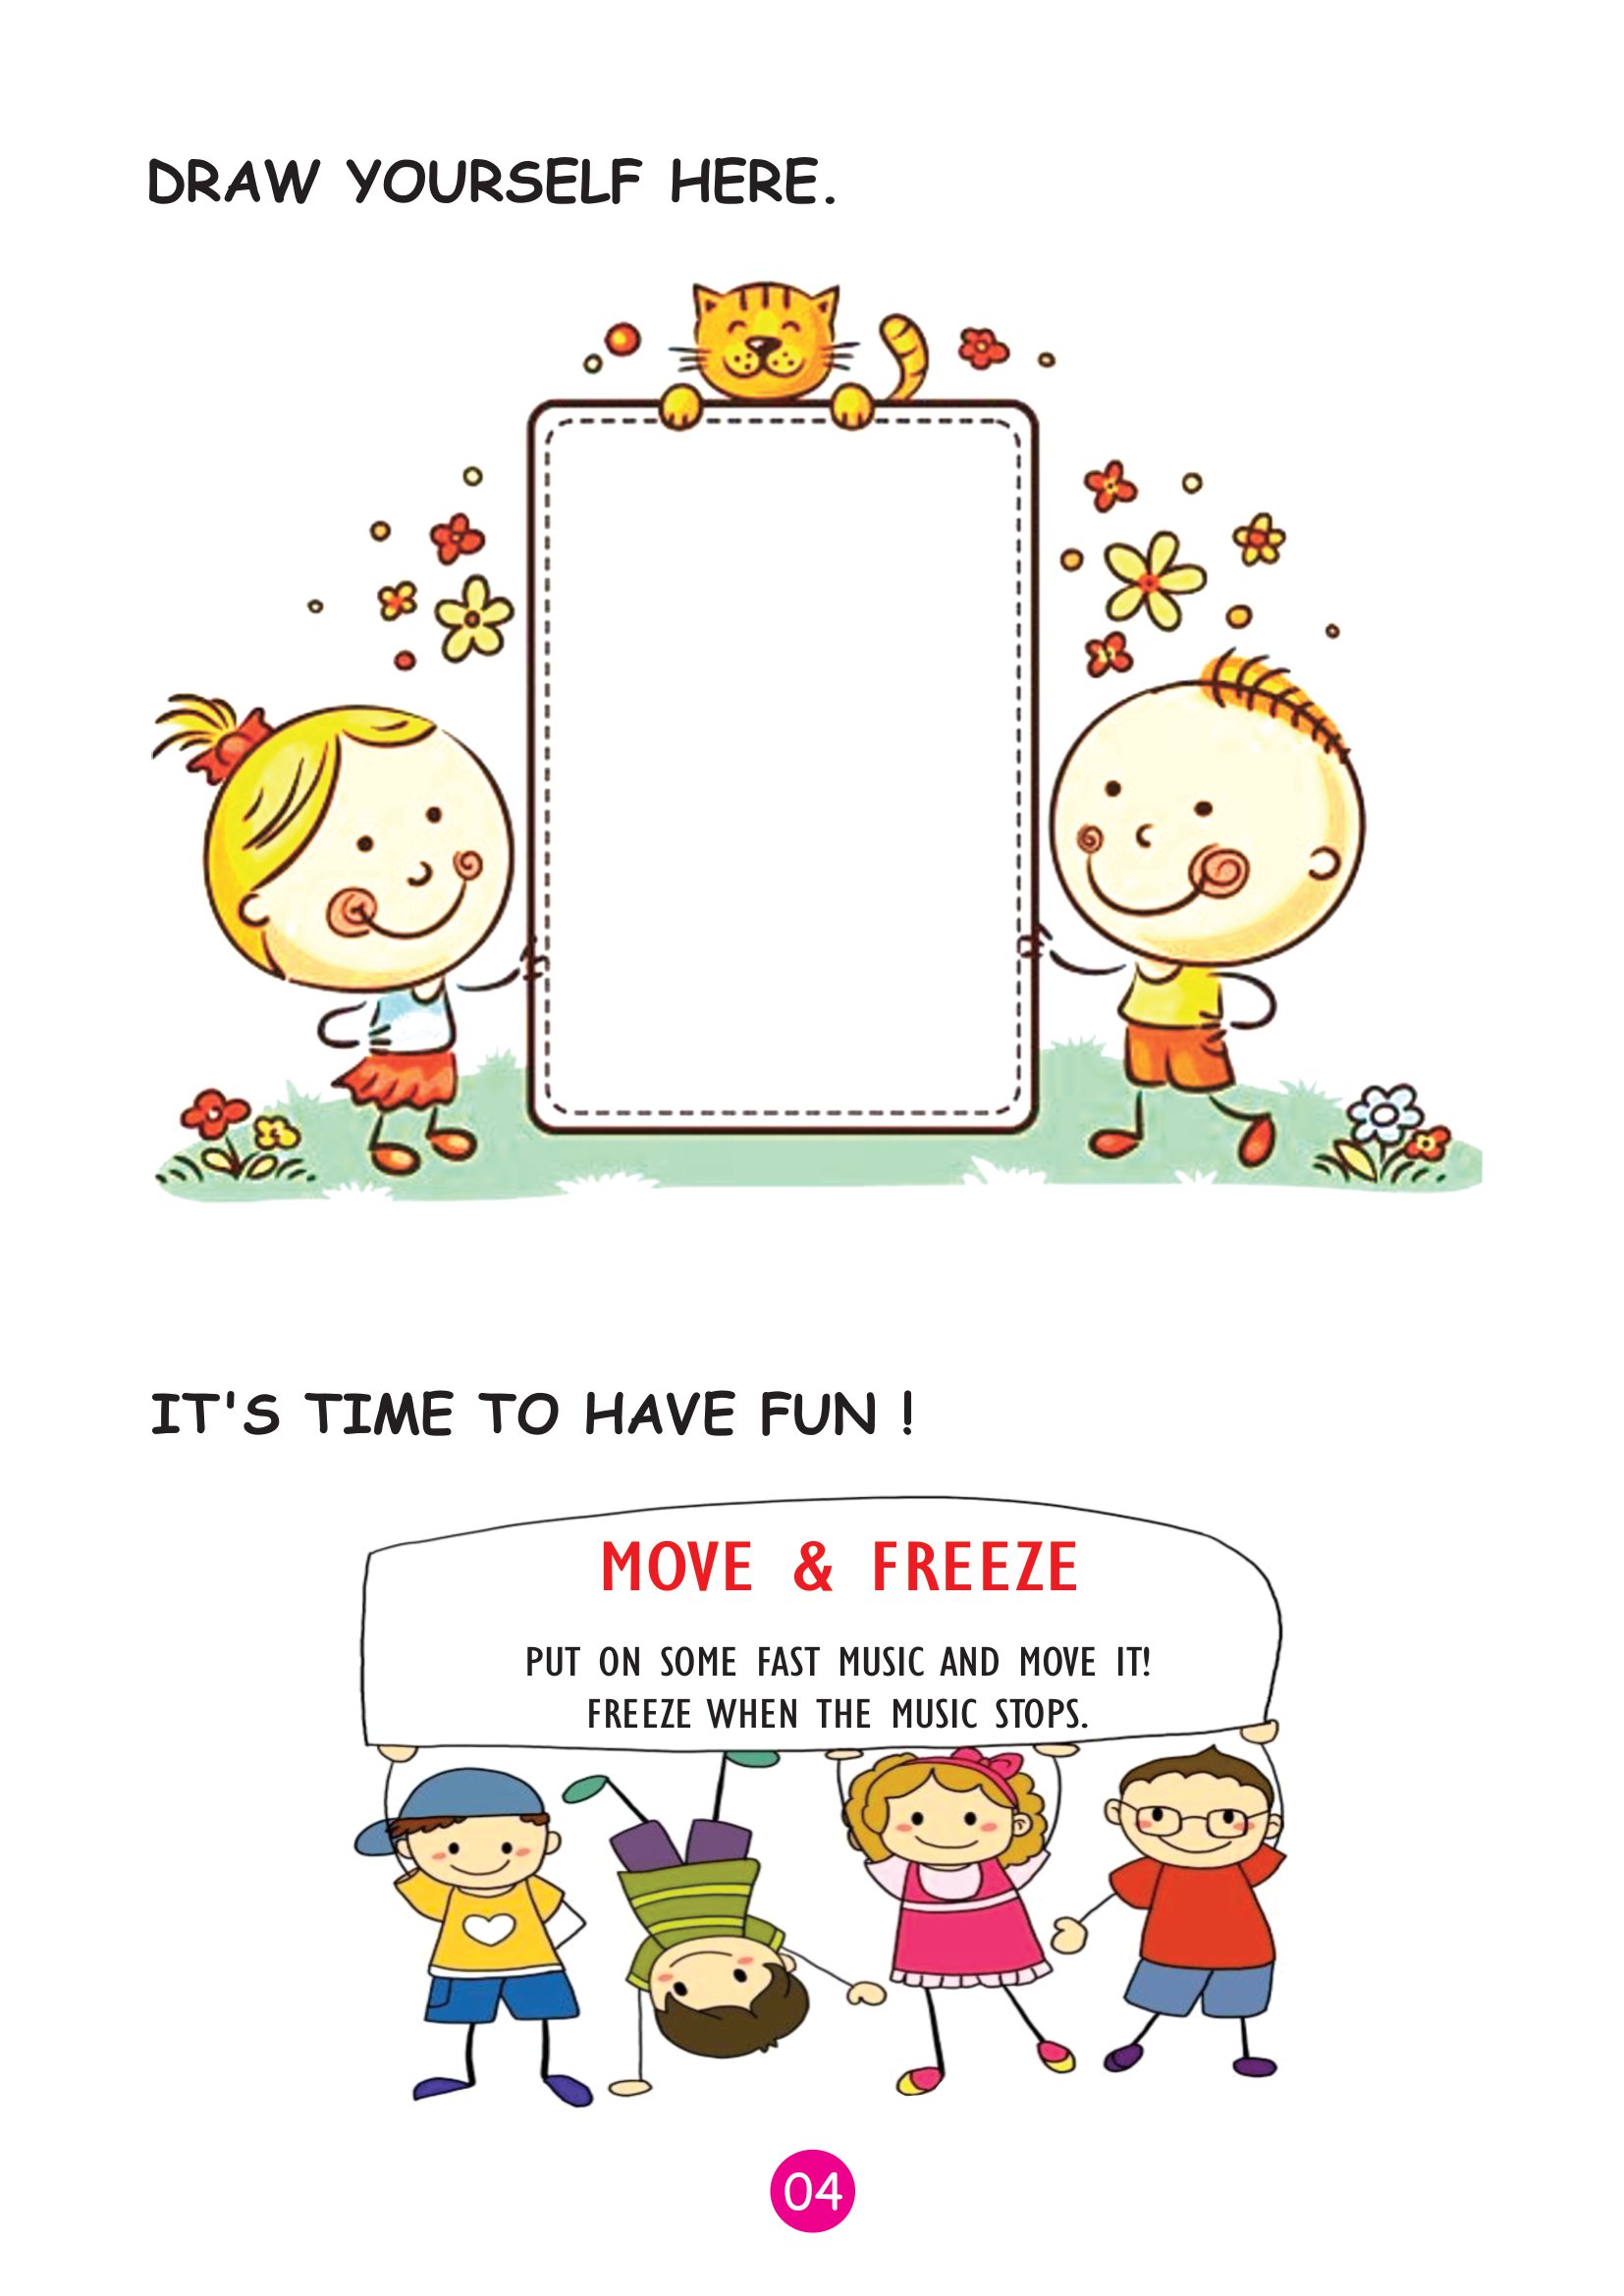 DRAW YOURSELF HERE.
IT'S TIME TO HAVE FUN !
MOVE & FREEZE
PUT ON SOME FAST MUSIC AND MOVE IT!
FREEZE WHEN THE MUSIC STOPS.
04